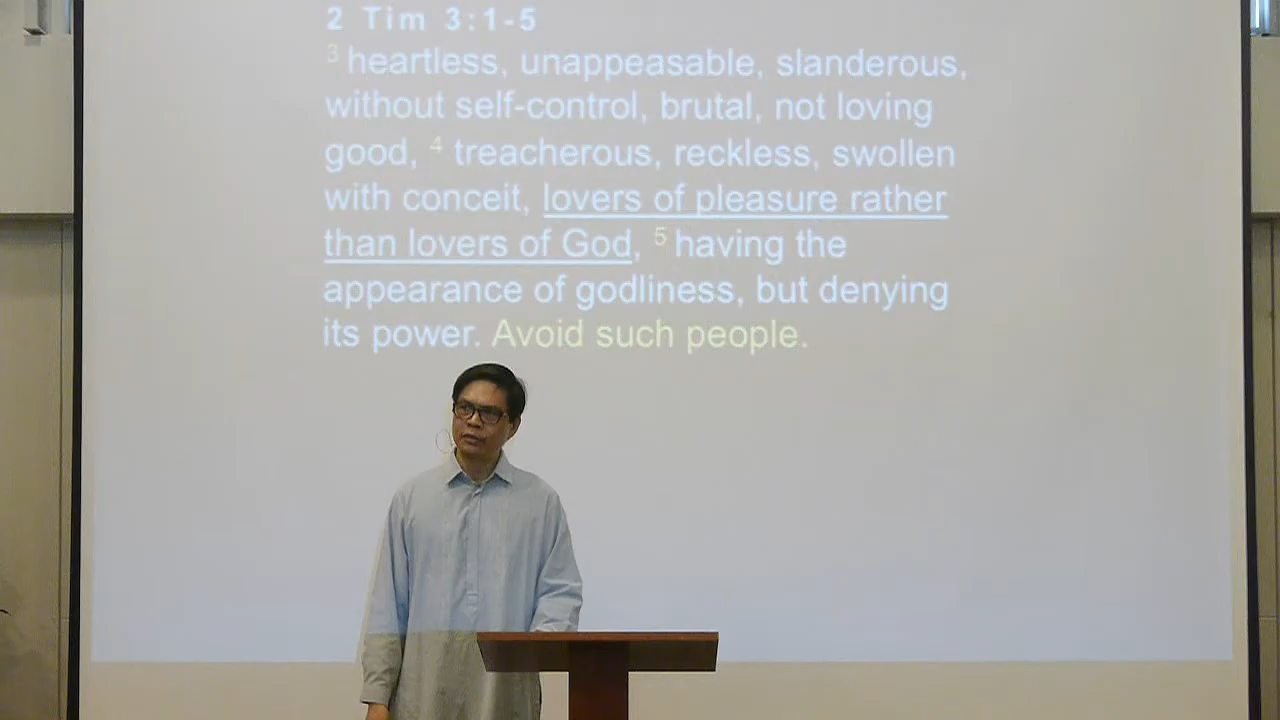 2 Tim 3:1-5
3 heartless, unappeasable, slanderous,
without self-control, brutal, not loving
good, 4 treacherous, reckless, swollen
with conceit, lovers of pleasure rather
than lovers of God, 5 having the
appearance of godliness, but denying
its power. Avoid such people.